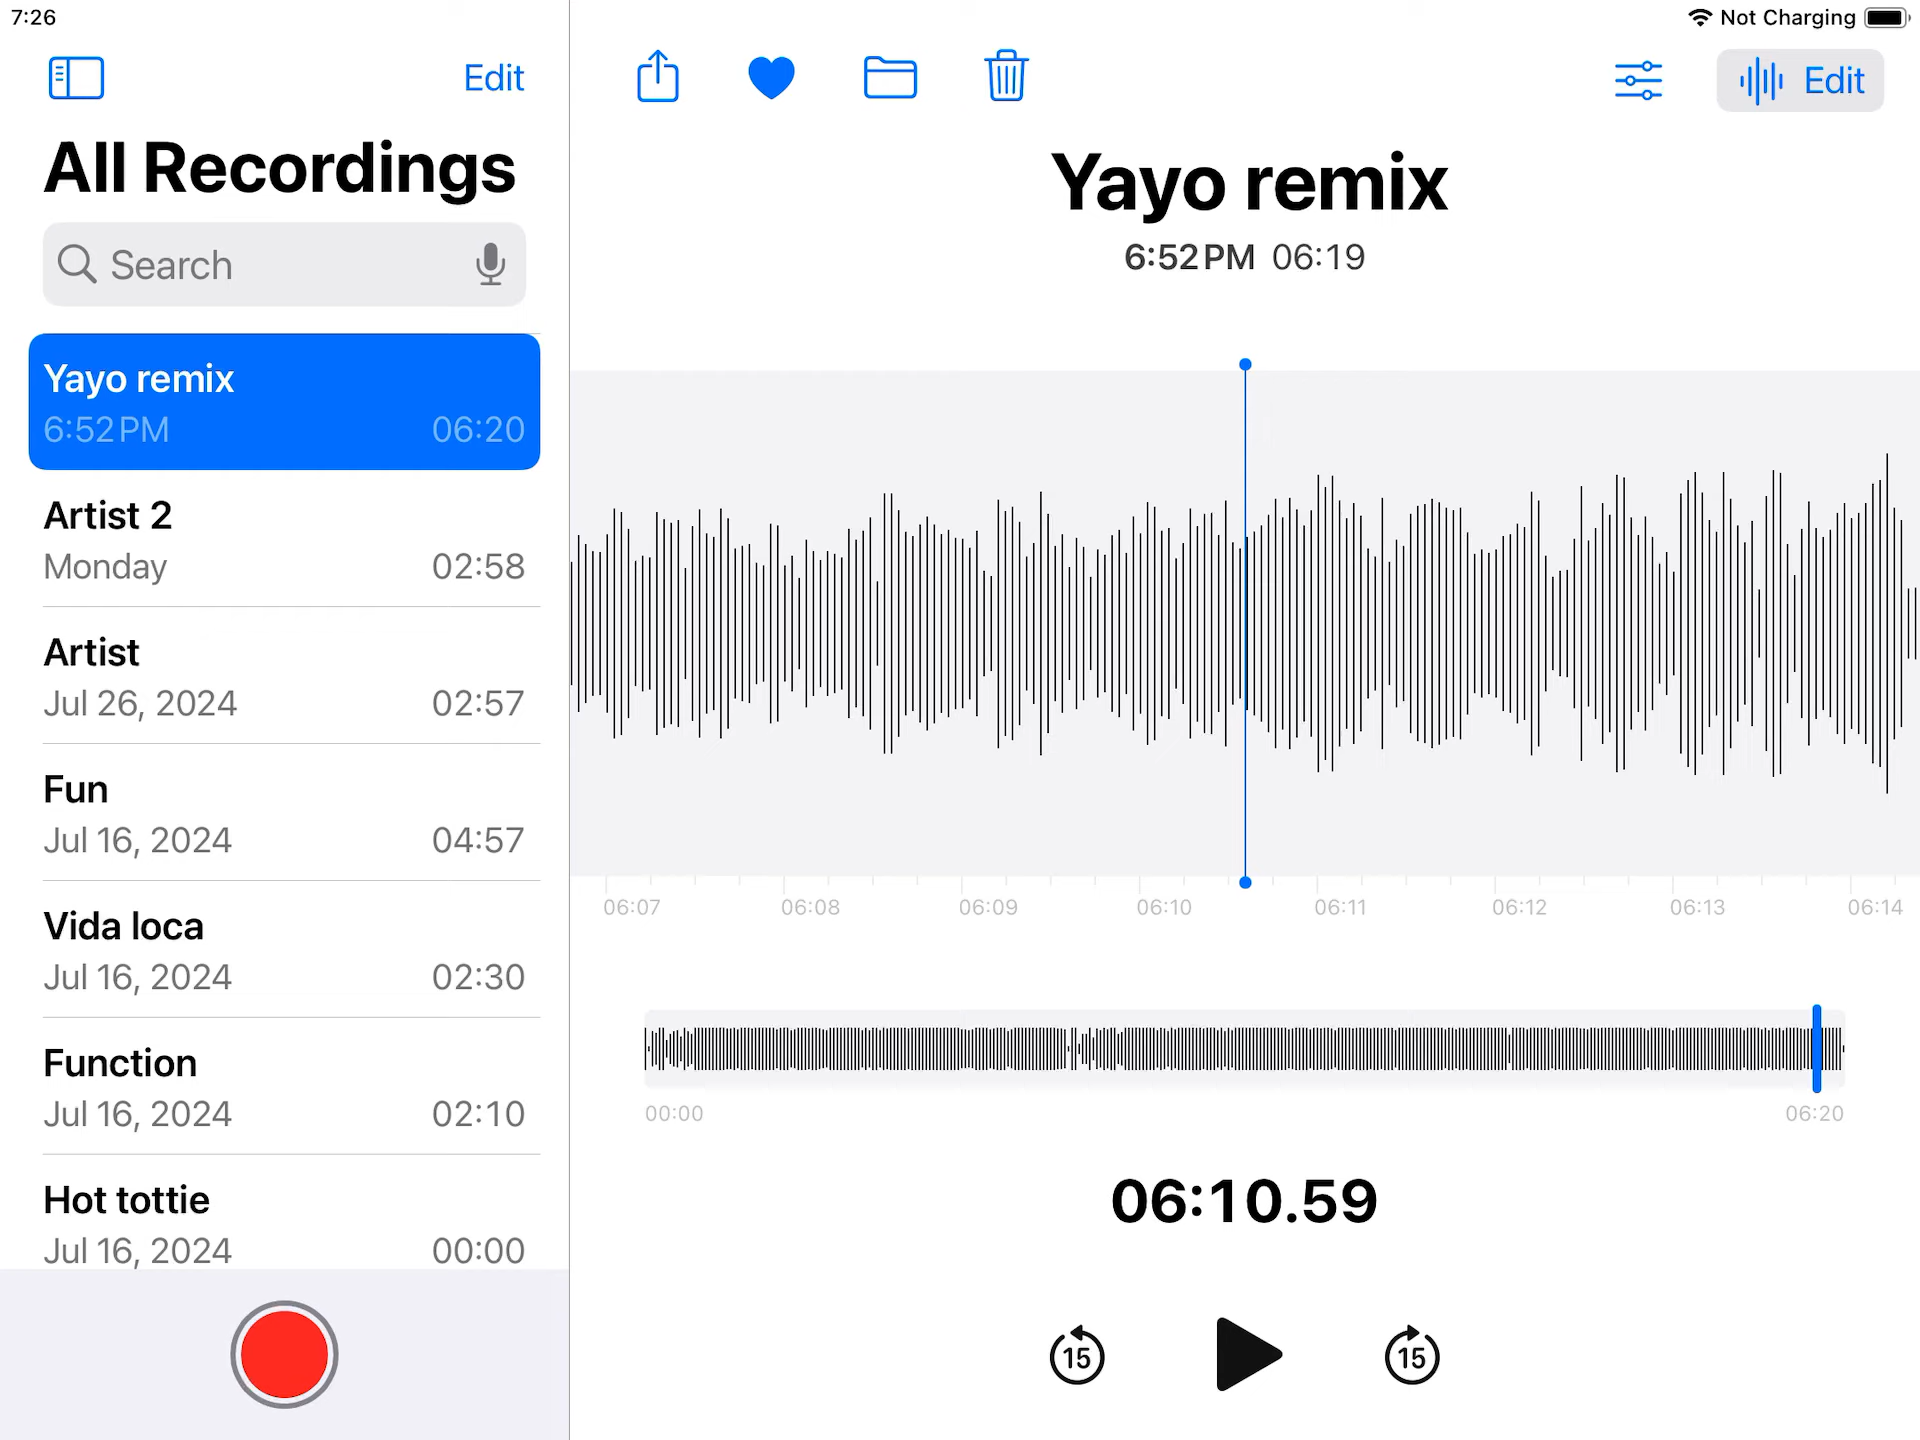 7:26
Not Charging
Edit
Edit
All Recordings
Search
Yayo remix
6:52 PM 06:20
Artist 2
Monday 02:58
Artist
Jul 26, 2024 02:57
Fun
Jul 16, 2024 04:57
Vida loca
Jul 16, 2024 02:30
Function
Jul 16, 2024 02:10
Hot tottie
Jul 16, 2024 00:00
Yayo remix
6:52 PM 06:19
06:07 06:08 06:09 06:10 06:11 06:12 06:13 06:14
00:00 06:20
06:10.59
15 15